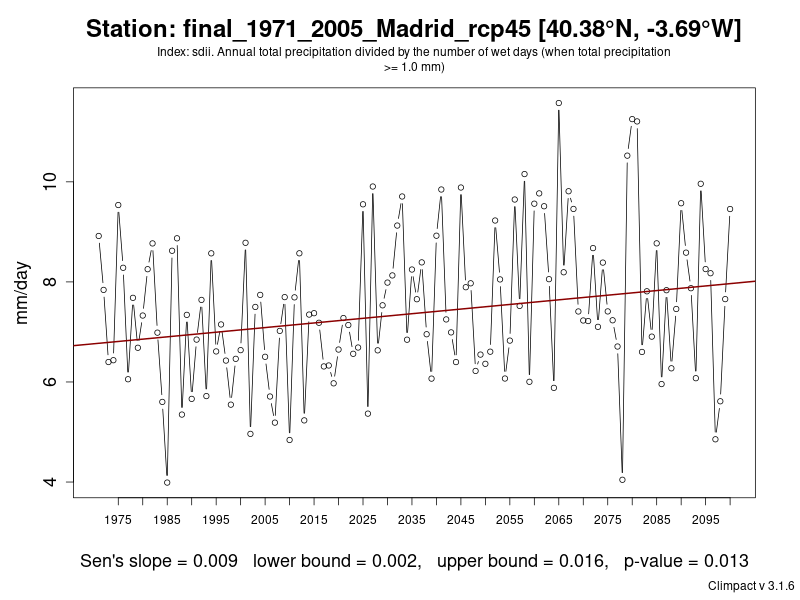 Station: final_1971_2005_Madrid_rcp45 [40.38°N, -3.69°W]
Index: sdii. Annual total precipitation divided by the number of wet days (when total precipitation
>= 1.0 mm)
mm/day
10
8
6
4
1975 1985 1995 2005 2015 2025 2035 2045 2055 2065 2075 2085 2095
Sen's slope = 0.009 lower bound = 0.002, upper bound = 0.016, p-value = 0.013
Climpact v 3.1.6